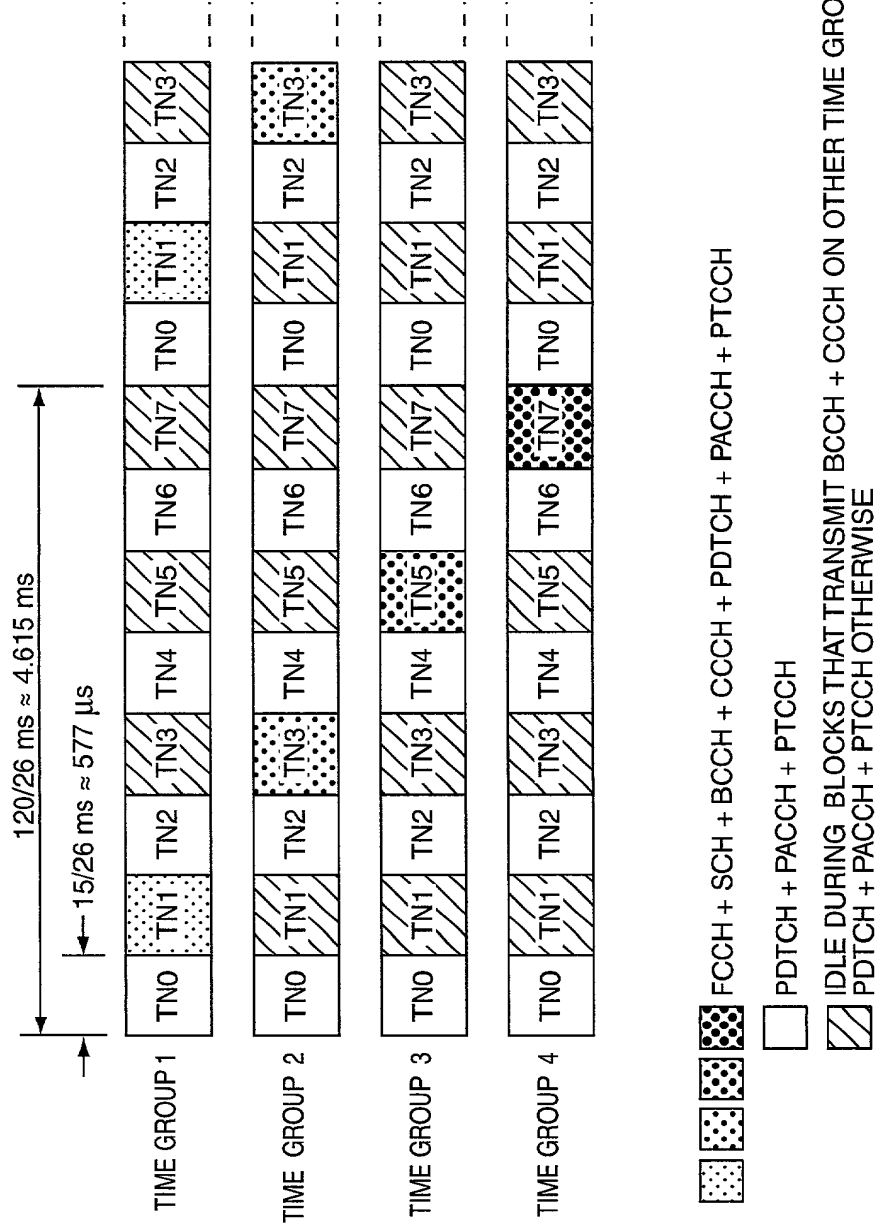 120/26 ms ≈ 4.615 ms
15/26 ms ≈ 577 µs
TIME GROUP 1 TN0 TN1 TN2 TN3 TN4 TN5 TN6 TN7 TN0 TN1 TN2 TN3
TIME GROUP 2 TN0 TN1 TN2 TN3 TN4 TN5 TN6 TN7 TN0 TN1 TN2 TN3
TIME GROUP 3 TN0 TN1 TN2 TN3 TN4 TN5 TN6 TN7 TN0 TN1 TN2 TN3
TIME GROUP 4 TN0 TN1 TN2 TN3 TN4 TN5 TN6 TN7 TN0 TN1 TN2 TN3
FCCH + SCH + BCCH + CCCH + PDTCH + PACCH + PTCCH
PDTCH + PACCH + PTCCH
IDLE DURING BLOCKS THAT TRANSMIT BCCH + CCCH ON OTHER TIME GRO
PDTCH + PACCH + PTCCH OTHERWISE